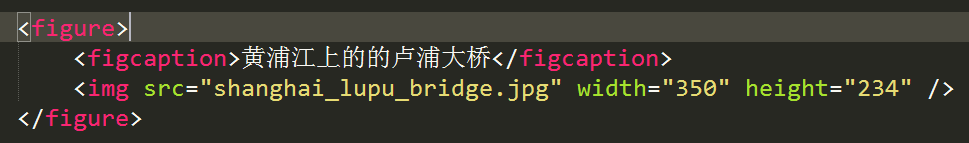 <figure>
<figcaption>黄浦江上的的卢浦大桥</figcaption>
<img src="shanghai_lupu_bridge.jpg" width="350" height="234" />
</figure>